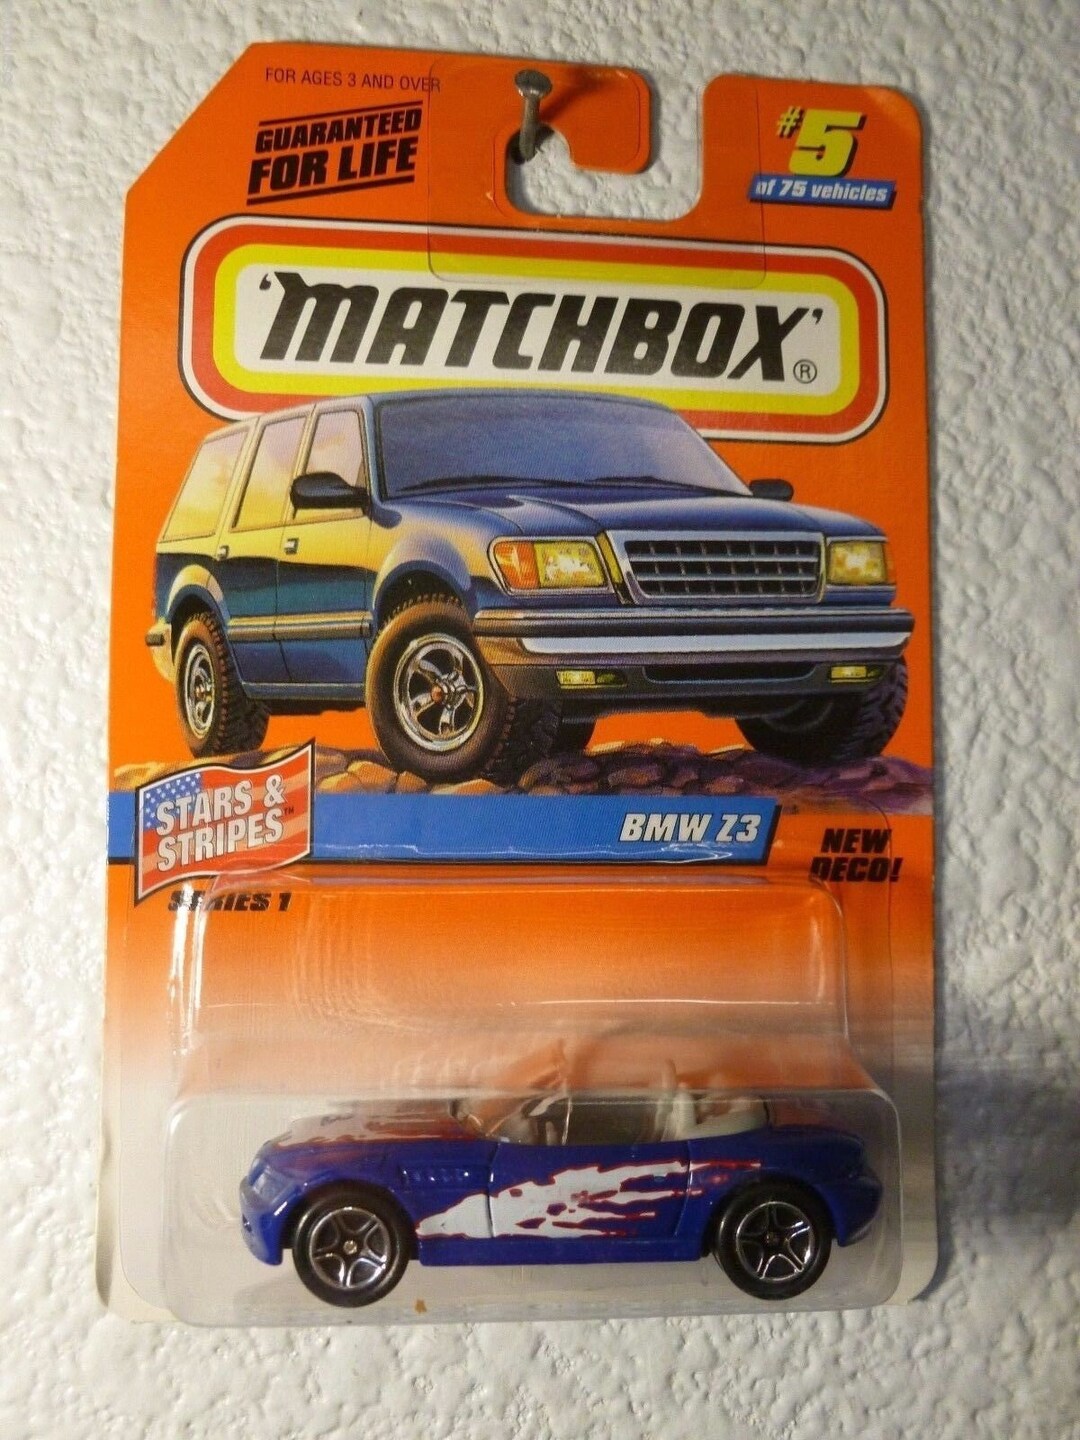 FOR AGES 3 AND OVER
GUARANTEED
FOR LIFE
#5
of 75 vehicles
'MATCHBOX'®
STARS &
STRIPES™
SERIES 1
BMW Z3
NEW
DECO!